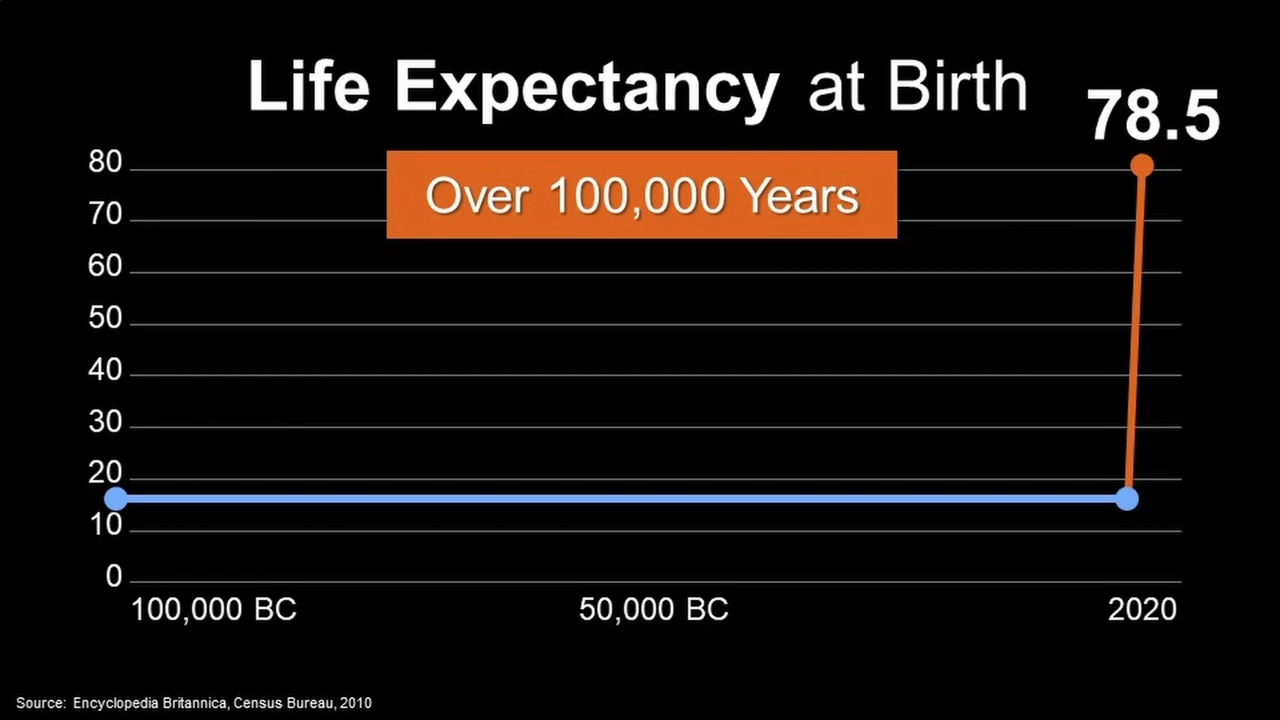 Life Expectancy at Birth
78.5
Over 100,000 Years
80
70
60
50
40
30
20
10
0
100,000 BC 50,000 BC 2020
Source: Encyclopedia Britannica, Census Bureau, 2010